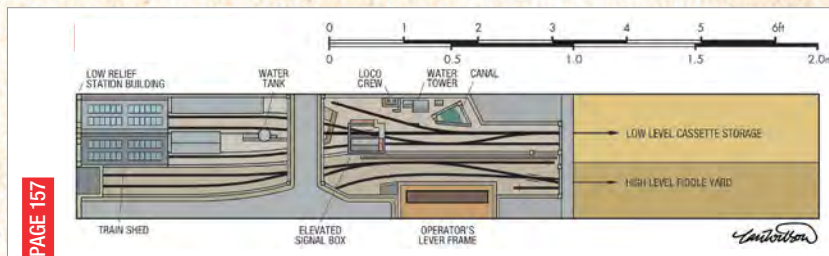 0 1 2 3 4 5 6ft
0 0.5 1.0 2.0m
LOW RELIEF
STATION BUILDING
WATER
TANK
LOCO
CREW
WATER
TOWER
CANAL
LOW LEVEL CASSETTE STORAGE
HIGH LEVEL FIDDLE YARD
TRAIN SHED
ELEVATED
SIGNAL BOX
OPERATOR'S
LEVER FRAME
PAGE 157